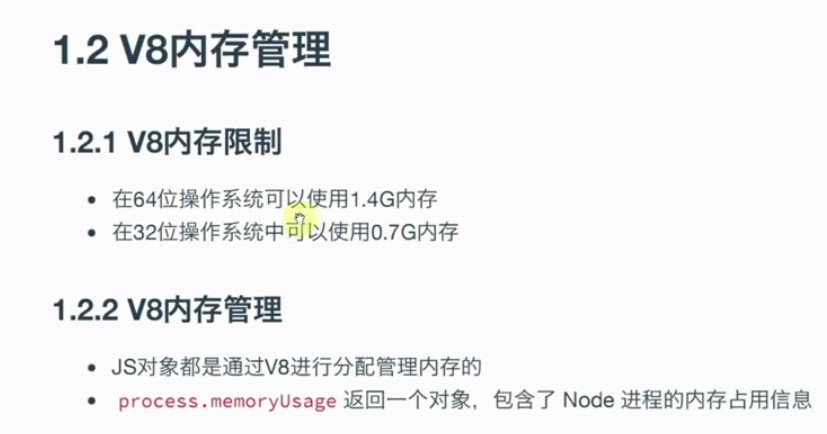 1.2 V8内存管理
1.2.1 V8内存限制
在64位操作系统可以使用1.4G内存
在32位操作系统中可以使用0.7G内存
1.2.2 V8内存管理
JS对象都是通过V8进行分配管理内存的
process.memoryUsage 返回一个对象，包含了 Node 进程的内存占用信息